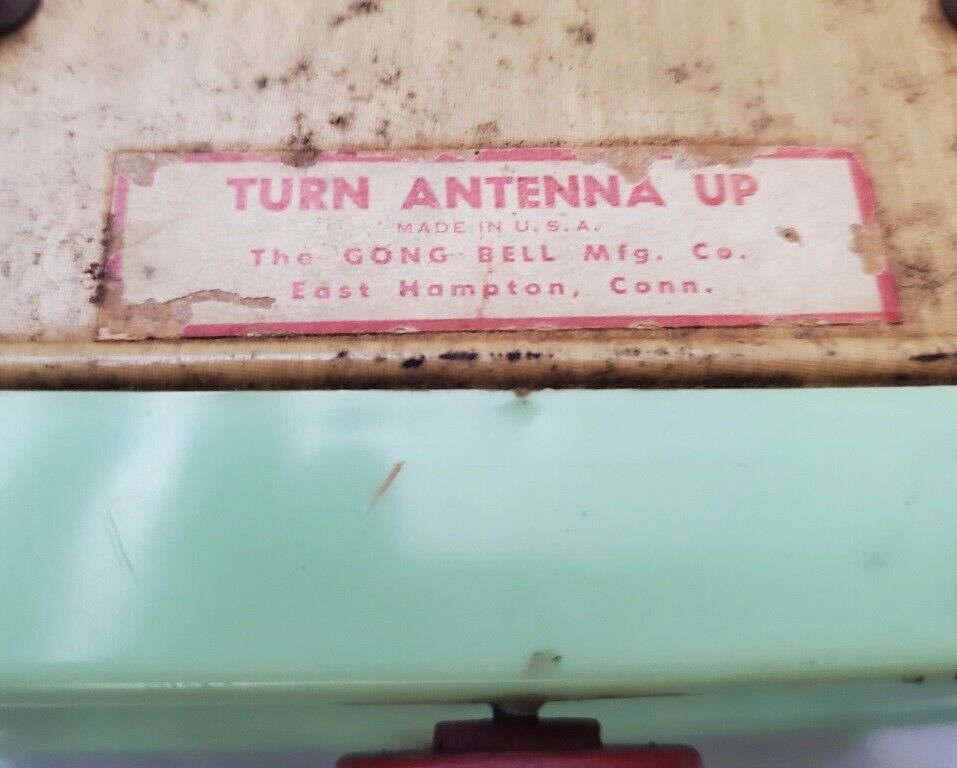 TURN ANTENNA UP
MADE IN U.S.A.
The GONG BELL Mfg. Co.
East Hampton, Conn.